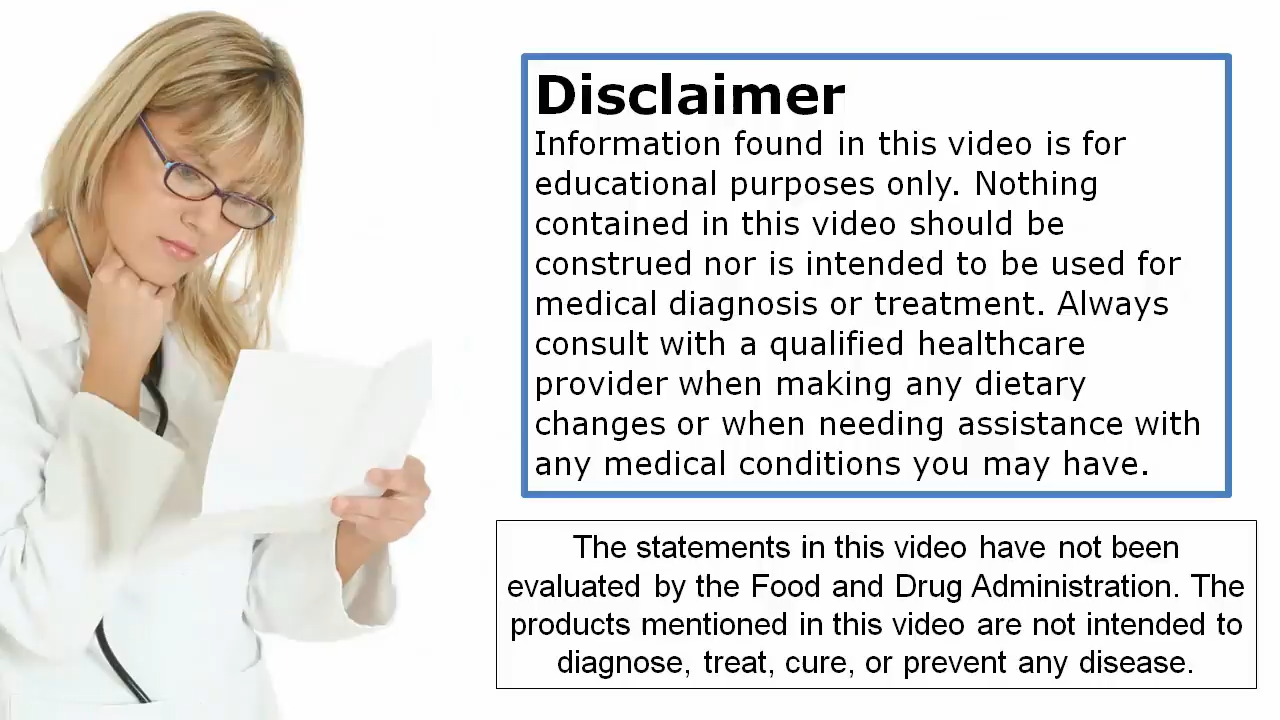 Disclaimer
Information found in this video is for
educational purposes only. Nothing
contained in this video should be
construed nor is intended to be used for
medical diagnosis or treatment. Always
consult with a qualified healthcare
provider when making any dietary
changes or when needing assistance with
any medical conditions you may have.
The statements in this video have not been
evaluated by the Food and Drug Administration. The
products mentioned in this video are not intended to
diagnose, treat, cure, or prevent any disease.